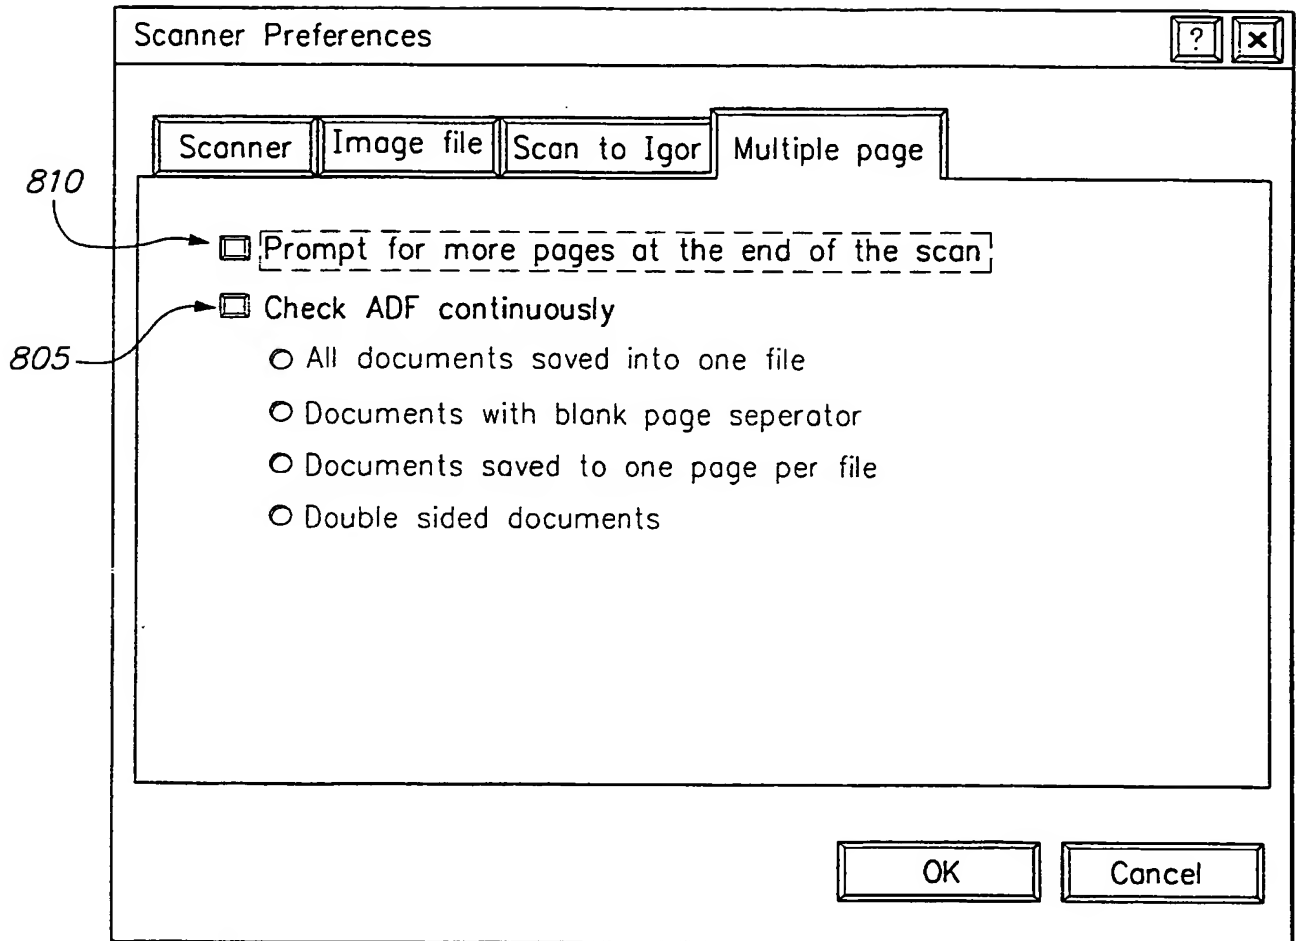 Scanner Preferences ? ×
Scanner Image file Scan to Igor Multiple page
810
Prompt for more pages at the end of the scan
Check ADF continuously
805
All documents saved into one file
Documents with blank page seperator
Documents saved to one page per file
Double sided documents
OK Cancel